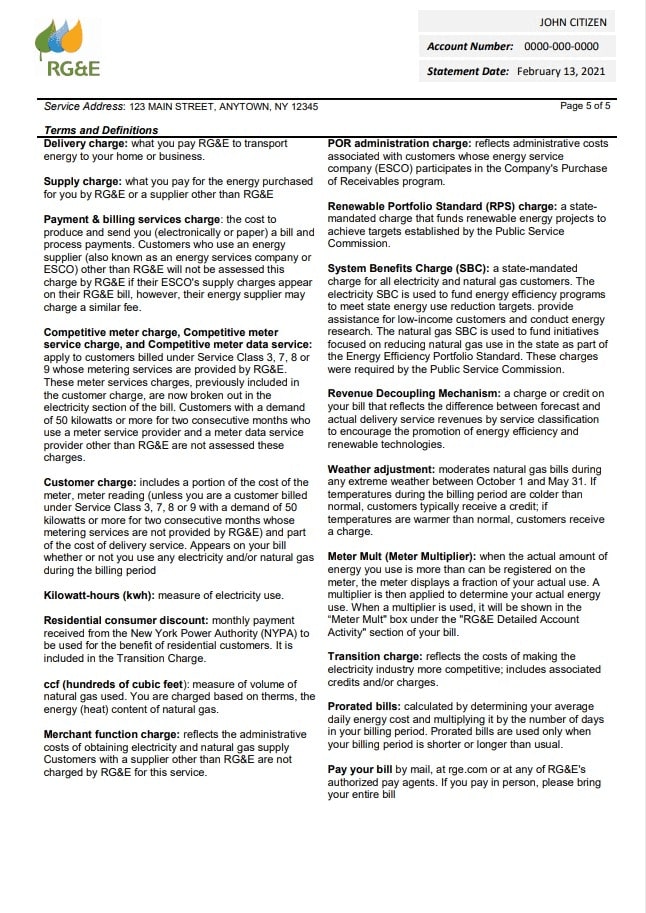 RG&E
JOHN CITIZEN
Account Number: 0000-000-0000
Statement Date: February 13, 2021
Service Address: 123 MAIN STREET, ANYTOWN, NY 12345
Page 5 of 5
Terms and Definitions
Delivery charge: what you pay RG&E to transport
energy to your home or business.
Supply charge: what you pay for the energy purchased
for you by RG&E or a supplier other than RG&E
Payment & billing services charge: the cost to
produce and send you (electronically or paper) a bill and
process payments. Customers who use an energy
supplier (also known as an energy services company or
ESCO) other than RG&E will not be assessed this
charge by RG&E if their ESCO's supply charges appear
on their RG&E bill, however, their energy supplier may
charge a similar fee.
Competitive meter charge, Competitive meter
service charge, and Competitive meter data service:
apply to customers billed under Service Class 3, 7, 8 or
9 whose metering services are provided by RG&E.
These meter services charges, previously included in
the customer charge, are now broken out in the
electricity section of the bill. Customers with a demand
of 50 kilowatts or more for two consecutive months who
use a meter service provider and a meter data service
provider other than RG&E are not assessed these
charges.
Customer charge: includes a portion of the cost of the
meter, meter reading (unless you are a customer billed
under Service Class 3, 7, 8 or 9 with a demand of 50
kilowatts or more for two consecutive months whose
metering services are not provided by RG&E) and part
of the cost of delivery service. Appears on your bill
whether or not you use any electricity and/or natural gas
during the billing period
Kilowatt-hours (kwh): measure of electricity use.
Residential consumer discount: monthly payment
received from the New York Power Authority (NYPA) to
be used for the benefit of residential customers. It is
included in the Transition Charge.
ccf (hundreds of cubic feet): measure of volume of
natural gas used. You are charged based on therms, the
energy (heat) content of natural gas.
Merchant function charge: reflects the administrative
costs of obtaining electricity and natural gas supply
Customers with a supplier other than RG&E are not
charged by RG&E for this service.
POR administration charge: reflects administrative costs
associated with customers whose energy service
company (ESCO) participates in the Company's Purchase
of Receivables program.
Renewable Portfolio Standard (RPS) charge: a state-
mandated charge that funds renewable energy projects to
achieve targets established by the Public Service
Commission.
System Benefits Charge (SBC): a state-mandated
charge for all electricity and natural gas customers. The
electricity SBC is used to fund energy efficiency programs
to meet state energy use reduction targets. provide
assistance for low-income customers and conduct energy
research. The natural gas SBC is used to fund initiatives
focused on reducing natural gas use in the state as part of
the Energy Efficiency Portfolio Standard. These charges
were required by the Public Service Commission.
Revenue Decoupling Mechanism: a charge or credit on
your bill that reflects the difference between forecast and
actual delivery service revenues by service classification
to encourage the promotion of energy efficiency and
renewable technologies.
Weather adjustment: moderates natural gas bills during
any extreme weather between October 1 and May 31. If
temperatures during the billing period are colder than
normal, customers typically receive a credit; if
temperatures are warmer than normal, customers receive
a charge.
Meter Mult (Meter Multiplier): when the actual amount of
energy you use is more than can be registered on the
meter, the meter displays a fraction of your actual use. A
multiplier is then applied to determine your actual energy
use. When a multiplier is used, it will be shown in the
“Meter Mult" box under the "RG&E Detailed Account
Activity" section of your bill.
Transition charge: reflects the costs of making the
electricity industry more competitive; includes associated
credits and/or charges.
Prorated bills: calculated by determining your average
daily energy cost and multiplying it by the number of days
in your billing period. Prorated bills are used only when
your billing period is shorter or longer than usual.
Pay your bill by mail, at rge.com or at any of RG&E's
authorized pay agents. If you pay in person, please bring
your entire bill